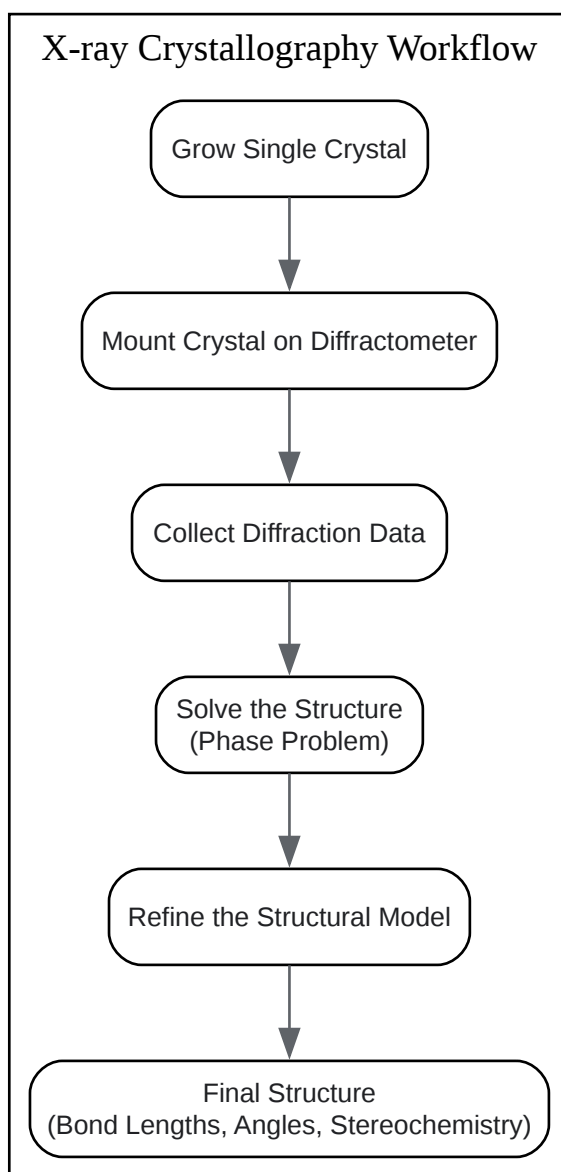 X-ray Crystallography Workflow
Grow Single Crystal
Mount Crystal on Diffractometer
Collect Diffraction Data
Solve the Structure
(Phase Problem)
Refine the Structural Model
Final Structure
(Bond Lengths, Angles, Stereochemistry)